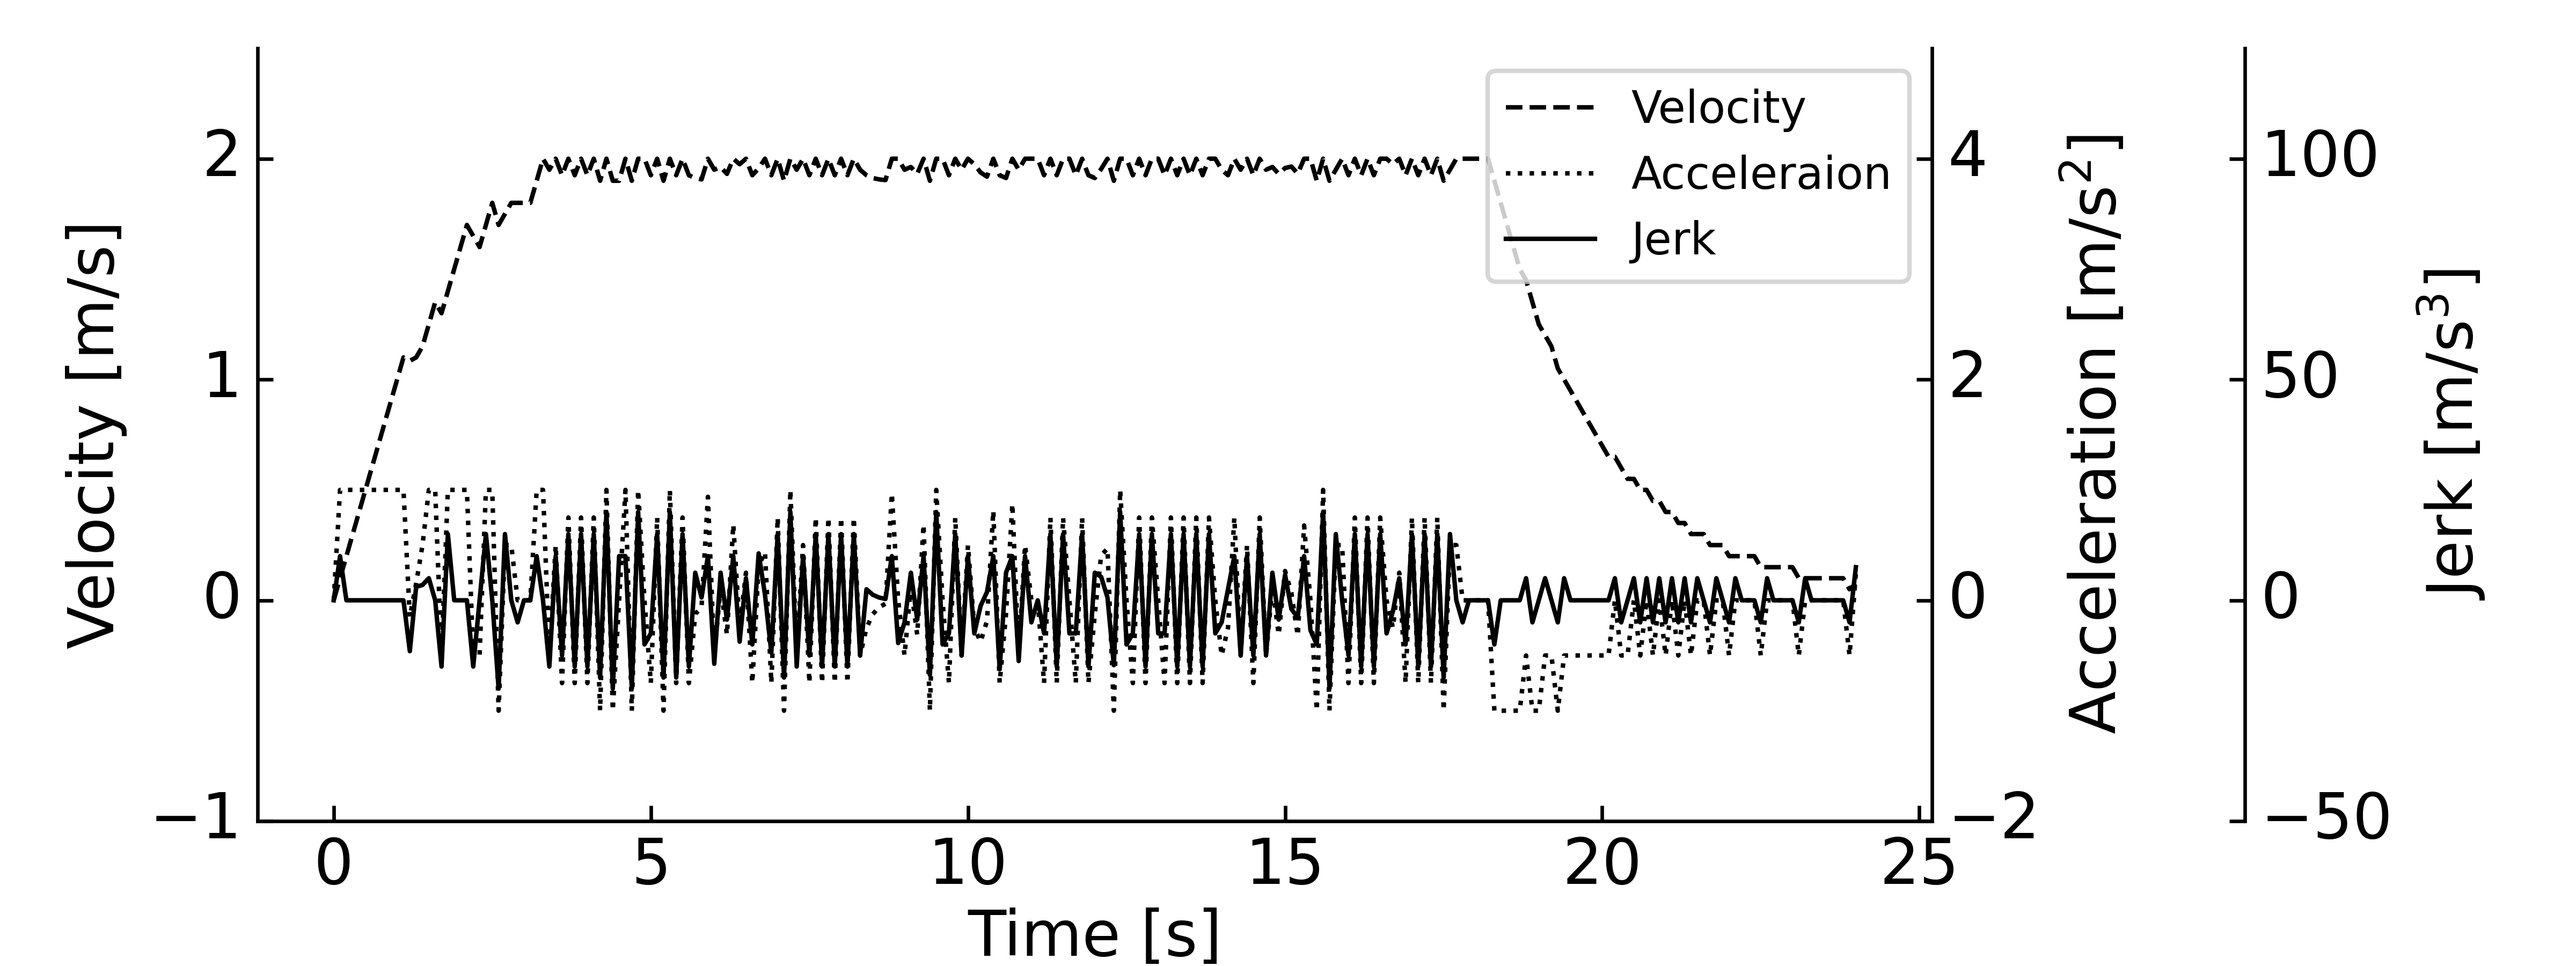 Velocity [m/s]
2
1
0
−1
0 5 10 15 20 25
Time [s]
Velocity
Acceleraion
Jerk
4
2
0
−2
Acceleration [m/s²]
100
50
0
−50
Jerk [m/s³]